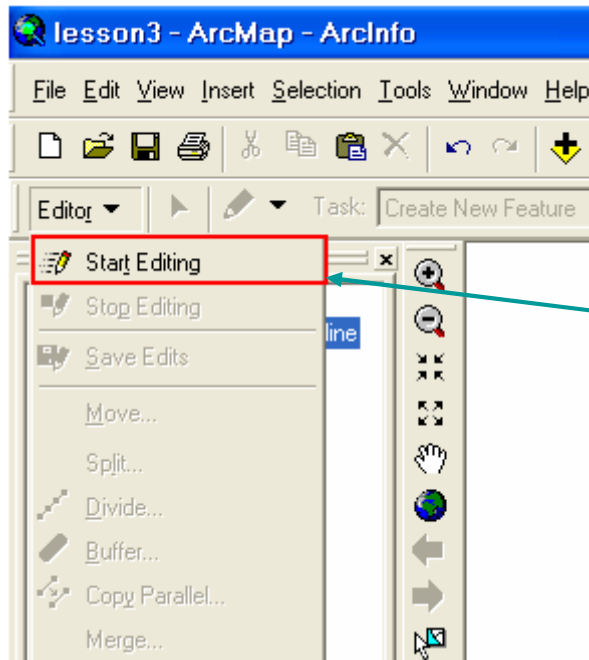 lesson3 - ArcMap - ArcInfo
File Edit View Insert Selection Tools Window Help
Editor Task: Create New Feature
Start Editing
Stop Editing
line
Save Edits
Move...
Split...
Divide...
Buffer...
Copy Parallel...
Merge...